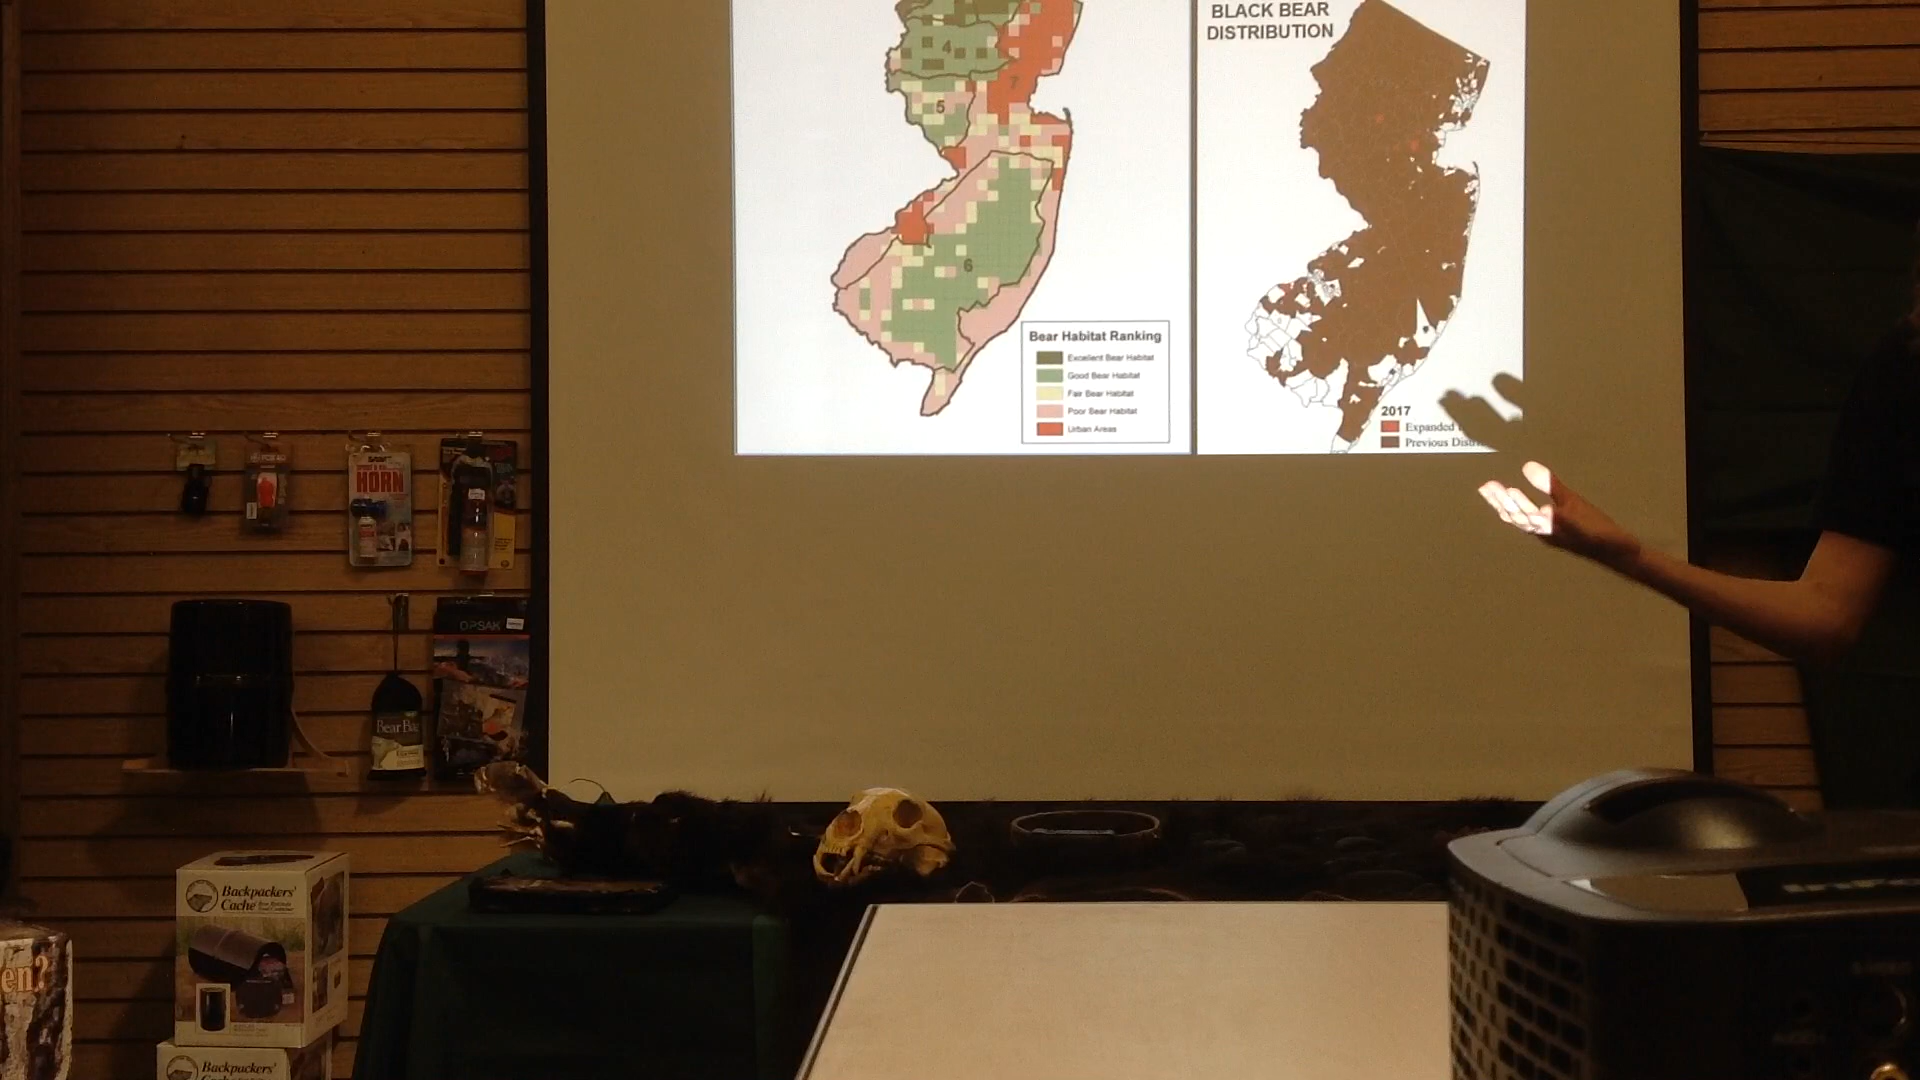 BLACK BEAR
DISTRIBUTION
4
7
5
6
Bear Habitat Ranking
Excellent Bear Habitat
Good Bear Habitat
Fair Bear Habitat
Poor Bear Habitat
Urban Areas
2017
Expanded
Previous
HORN
OPSAK
Bear Bag
Backpackers'
Cache
en?
Backpackers'